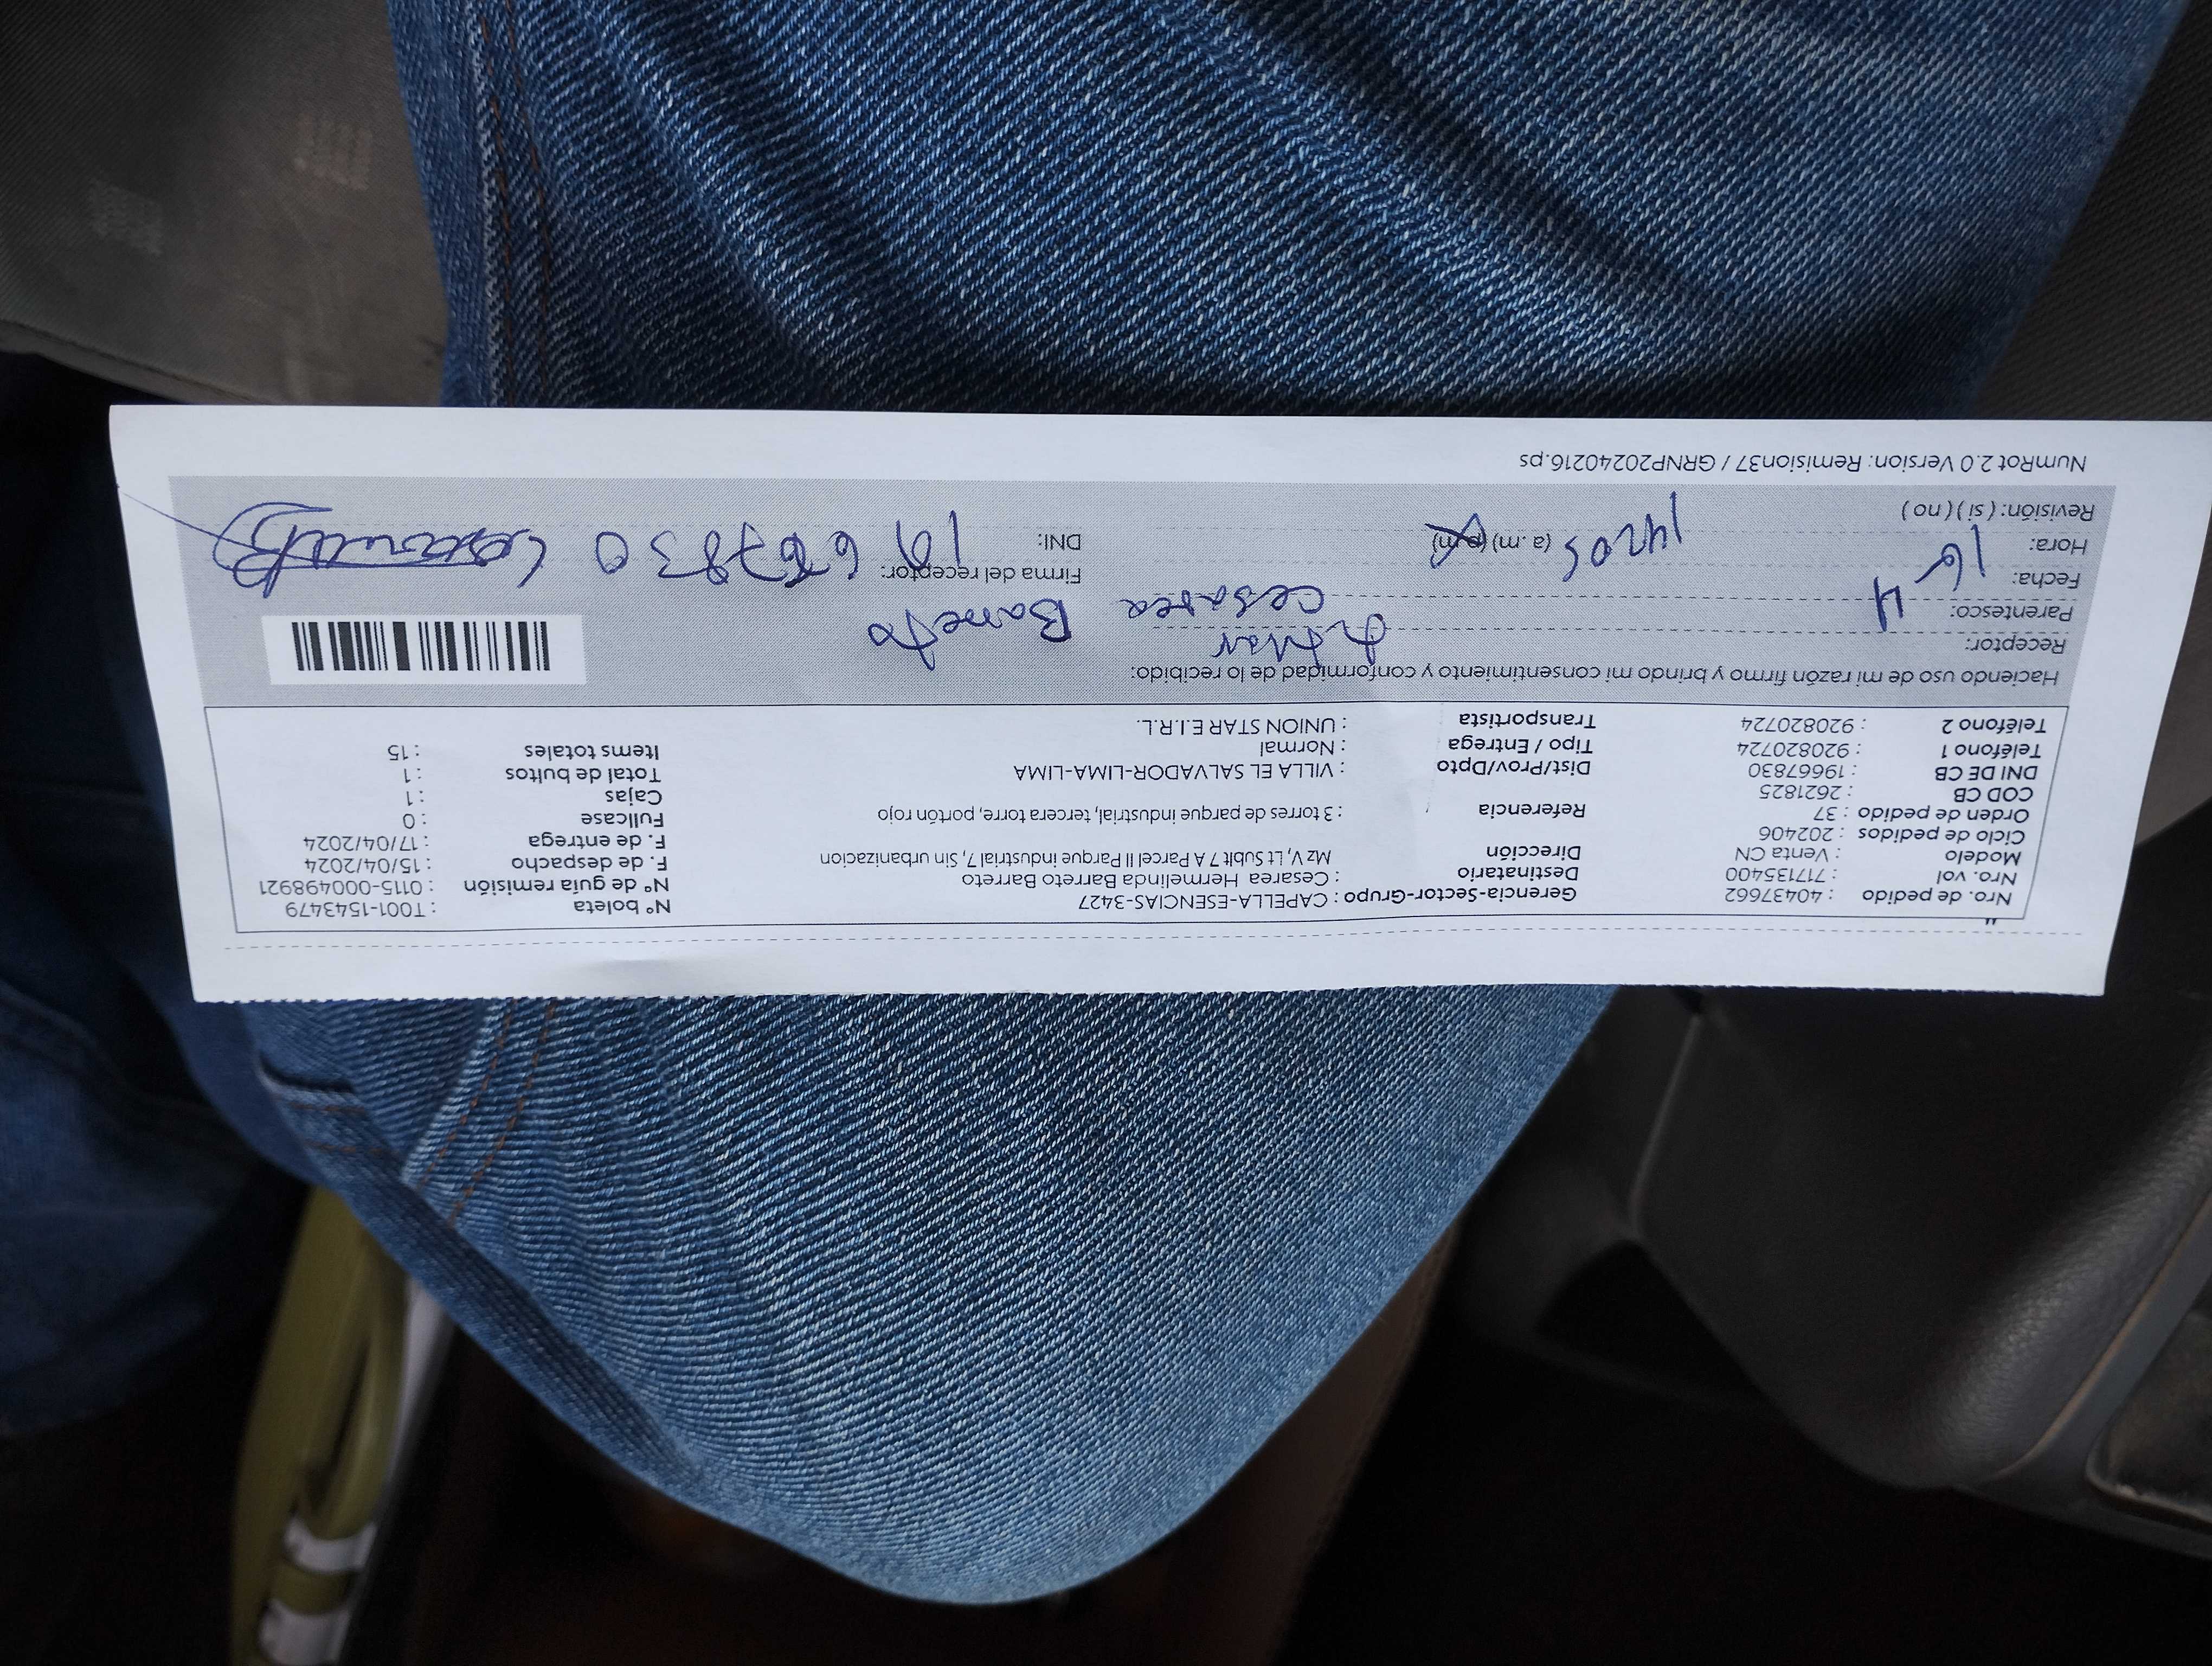 Nro. de pedido : 40437662 Gerencia-Sector-Grupo : CAPELLA-ESENCIAS-3427 N° boleta : T001-1543479
Nro. vol : 717135400 Destinatario : Cesarea Hermelinda Barreto Barreto N° de guia remisión : 0115-000498921
Modelo : Venta CN Dirección Mz V, Lt Sublt 7 A Parcel II Parque industrial 7, Sin urbanizacion F. de despacho : 15/04/2024
Ciclo de pedidos : 202406 F. de entrega : 17/04/2024
Orden de pedido : 37 Referencia : 3 torres de parque industrial, tercera torre, portón rojo Fullcase : 0
COD CB : 2621825 Cajas : 1
DNI DE CB : 19667830 Dist/Prov/Dpto : VILLA EL SALVADOR-LIMA-LIMA Total de bultos : 1
Teléfono 1 : 920820724 Tipo / Entrega : Normal Items totales : 15
Teléfono 2 : 920820724 Transportista : UNION STAR E.I.R.L.
Haciendo uso de mi razón firmo y brindo mi consentimiento y conformidad de lo recibido:
Receptor: Cesarea Barreto
Parentesco:
Fecha: 16 4 Firma del receptor:
Hora: 14205 (a.m) (p.m) DNI: 19667830
Revisión: ( si ) ( no )
NumRot 2.0 Version: Remision37 / GRNP20240216.ps